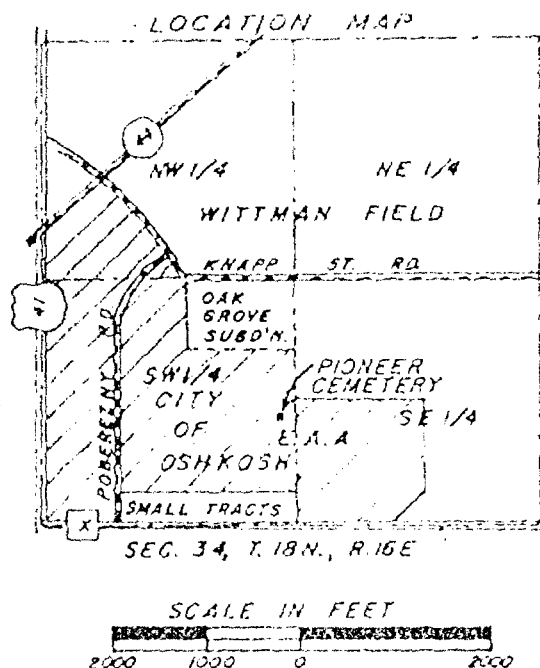 LOCATION MAP
44
NW 1/4
NE 1/4
WITTMAN FIELD
KNAPP ST. RD.
41
OAK
GROVE
SUBD'N.
POBEREZNY RD
PIONEER
CEMETERY
SW 1/4
CITY
OF
OSHKOSH
SE 1/4
E.A.A
SMALL TRACTS
X
SEC. 34, T. 18 N., R. 16 E
SCALE IN FEET
2000 1000 0 2000